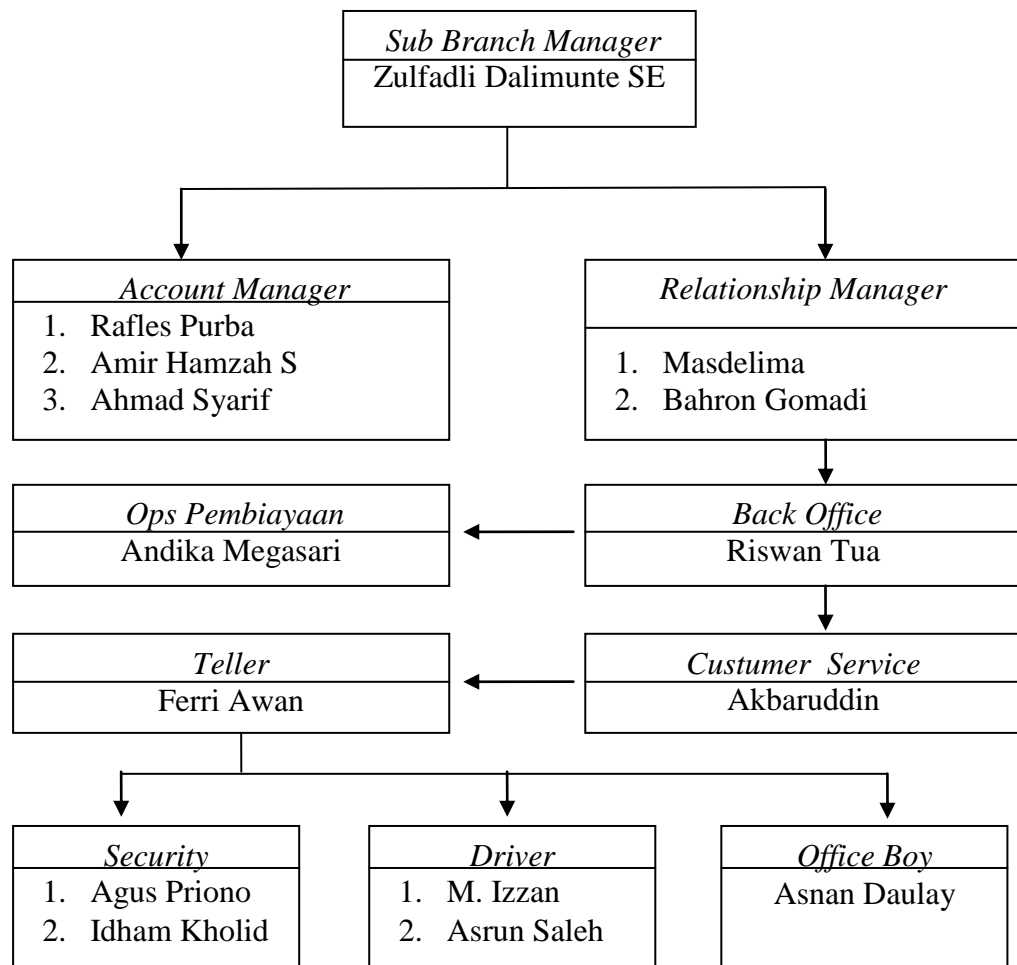 Sub Branch Manager
Zulfadli Dalimunte SE
Account Manager
1. Rafles Purba
2. Amir Hamzah S
3. Ahmad Syarif
Relationship Manager
1. Masdelima
2. Bahron Gomadi
Ops Pembiayaan
Andika Megasari
Back Office
Riswan Tua
Teller
Ferri Awan
Custumer Service
Akbaruddin
Security
1. Agus Priono
2. Idham Kholid
Driver
1. M. Izzan
2. Asrun Saleh
Office Boy
Asnan Daulay